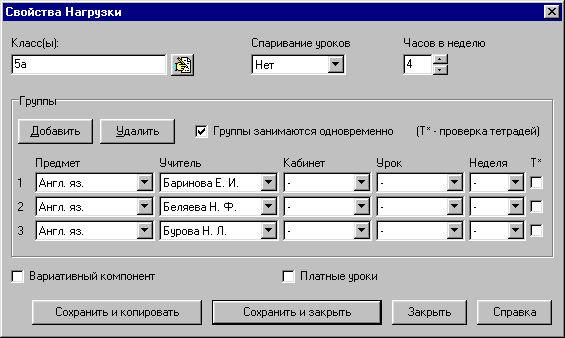 Свойства Нагрузки
Класс(ы): Спаривание уроков Часов в неделю
5а Нет 4
Группы
Добавить Удалить Группы занимаются одновременно (Т* - проверка тетрадей)
Предмет Учитель Кабинет Урок Неделя Т*
1 Англ. яз. Баринова Е. И. - - -
2 Англ. яз. Беляева Н. Ф. - - -
3 Англ. яз. Бурова Н. Л. - - -
Вариативный компонент Платные уроки
Сохранить и копировать Сохранить и закрыть Закрыть Справка